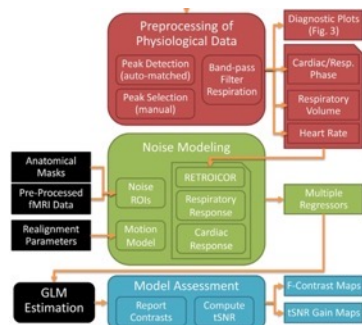 Preprocessing of
Physiological Data
Peak Detection
(auto-matched)
Peak Selection
(manual)
Band-pass
Filter
Respiration
Diagnostic Plots
(Fig. 3)
Cardiac/Resp.
Phase
Respiratory
Volume
Heart Rate
Noise Modeling
Anatomical
Masks
Pre-Processed
fMRI Data
Realignment
Parameters
Noise
ROIs
Motion
Model
RETROICOR
Respiratory
Response
Cardiac
Response
Multiple
Regressors
GLM
Estimation
Model Assessment
Report
Contrasts
Compute
tSNR
F-Contrast Maps
tSNR Gain Maps